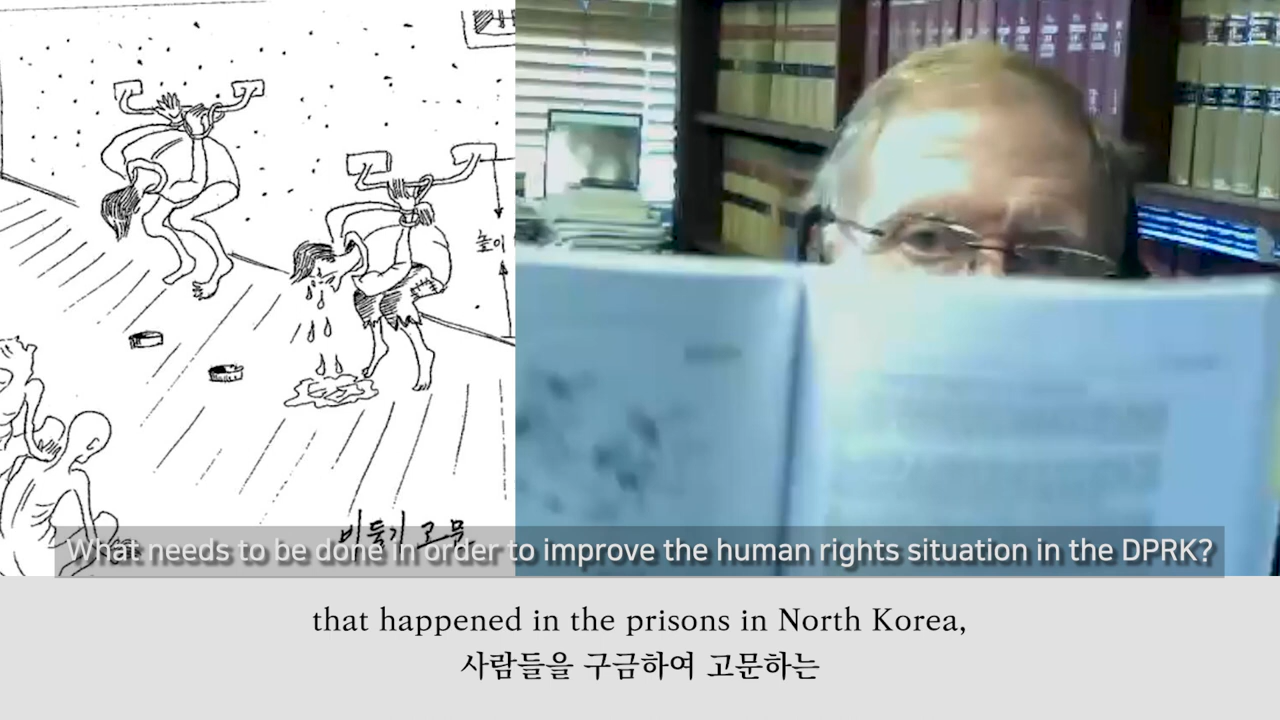 높이
비둘기 고문
What needs to be done in order to improve the human rights situation in the DPRK?
that happened in the prisons in North Korea,
사람들을 구금하여 고문하는